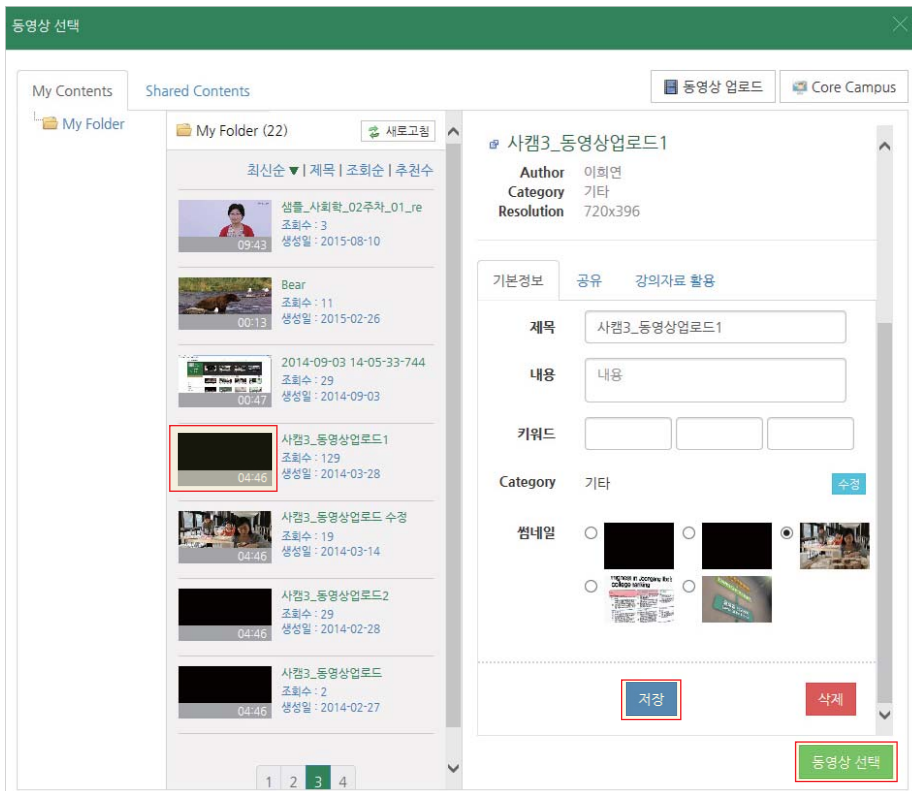 동영상 선택
My Contents
Shared Contents
동영상 업로드
Core Campus
My Folder
My Folder (22)
새로고침
최신순 ▼ | 제목 | 조회순 | 추천수
09:43
샘플_사회학_02주차_01_re
조회수 : 3
생성일 : 2015-08-10
00:13
Bear
조회수 : 11
생성일 : 2015-02-26
00:47
2014-09-03 14-05-33-744
조회수 : 29
생성일 : 2014-09-03
04:46
사캠3_동영상업로드1
조회수 : 129
생성일 : 2014-03-28
04:46
사캠3_동영상업로드 수정
조회수 : 19
생성일 : 2014-03-14
04:46
사캠3_동영상업로드2
조회수 : 29
생성일 : 2014-02-28
04:46
사캠3_동영상업로드
조회수 : 2
생성일 : 2014-02-27
1 2 3 4
사캠3_동영상업로드1
Author 이희연
Category 기타
Resolution 720x396
기본정보
공유
강의자료 활용
제목
사캠3_동영상업로드1
내용
내용
키워드
Category 기타
수정
썸네일
college ranking
저장
삭제
동영상 선택